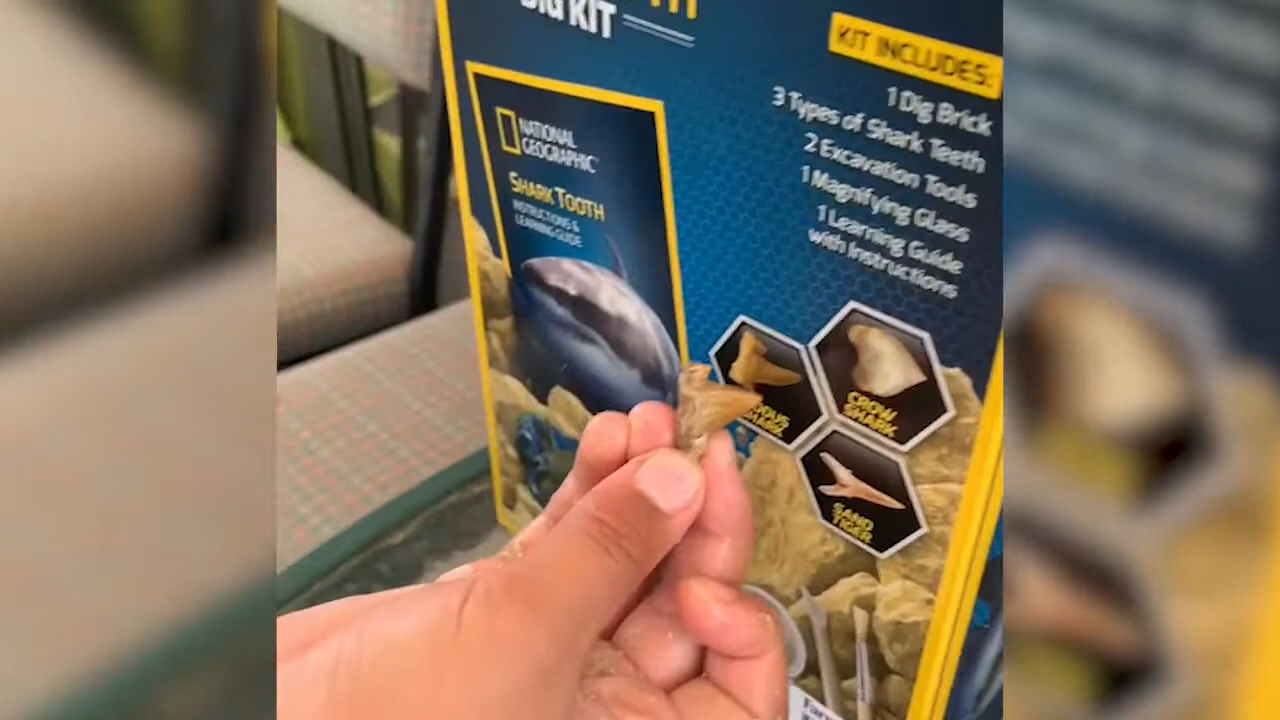 DIG KIT
KIT INCLUDES:
1 Dig Brick
3 Types of Shark Teeth
2 Excavation Tools
1 Magnifying Glass
1 Learning Guide
with Instructions
NATIONAL
GEOGRAPHIC
SHARK TOOTH
INSTRUCTIONS &
LEARNING GUIDE
SHARK
CROW
SHARK
SAND
TIGER